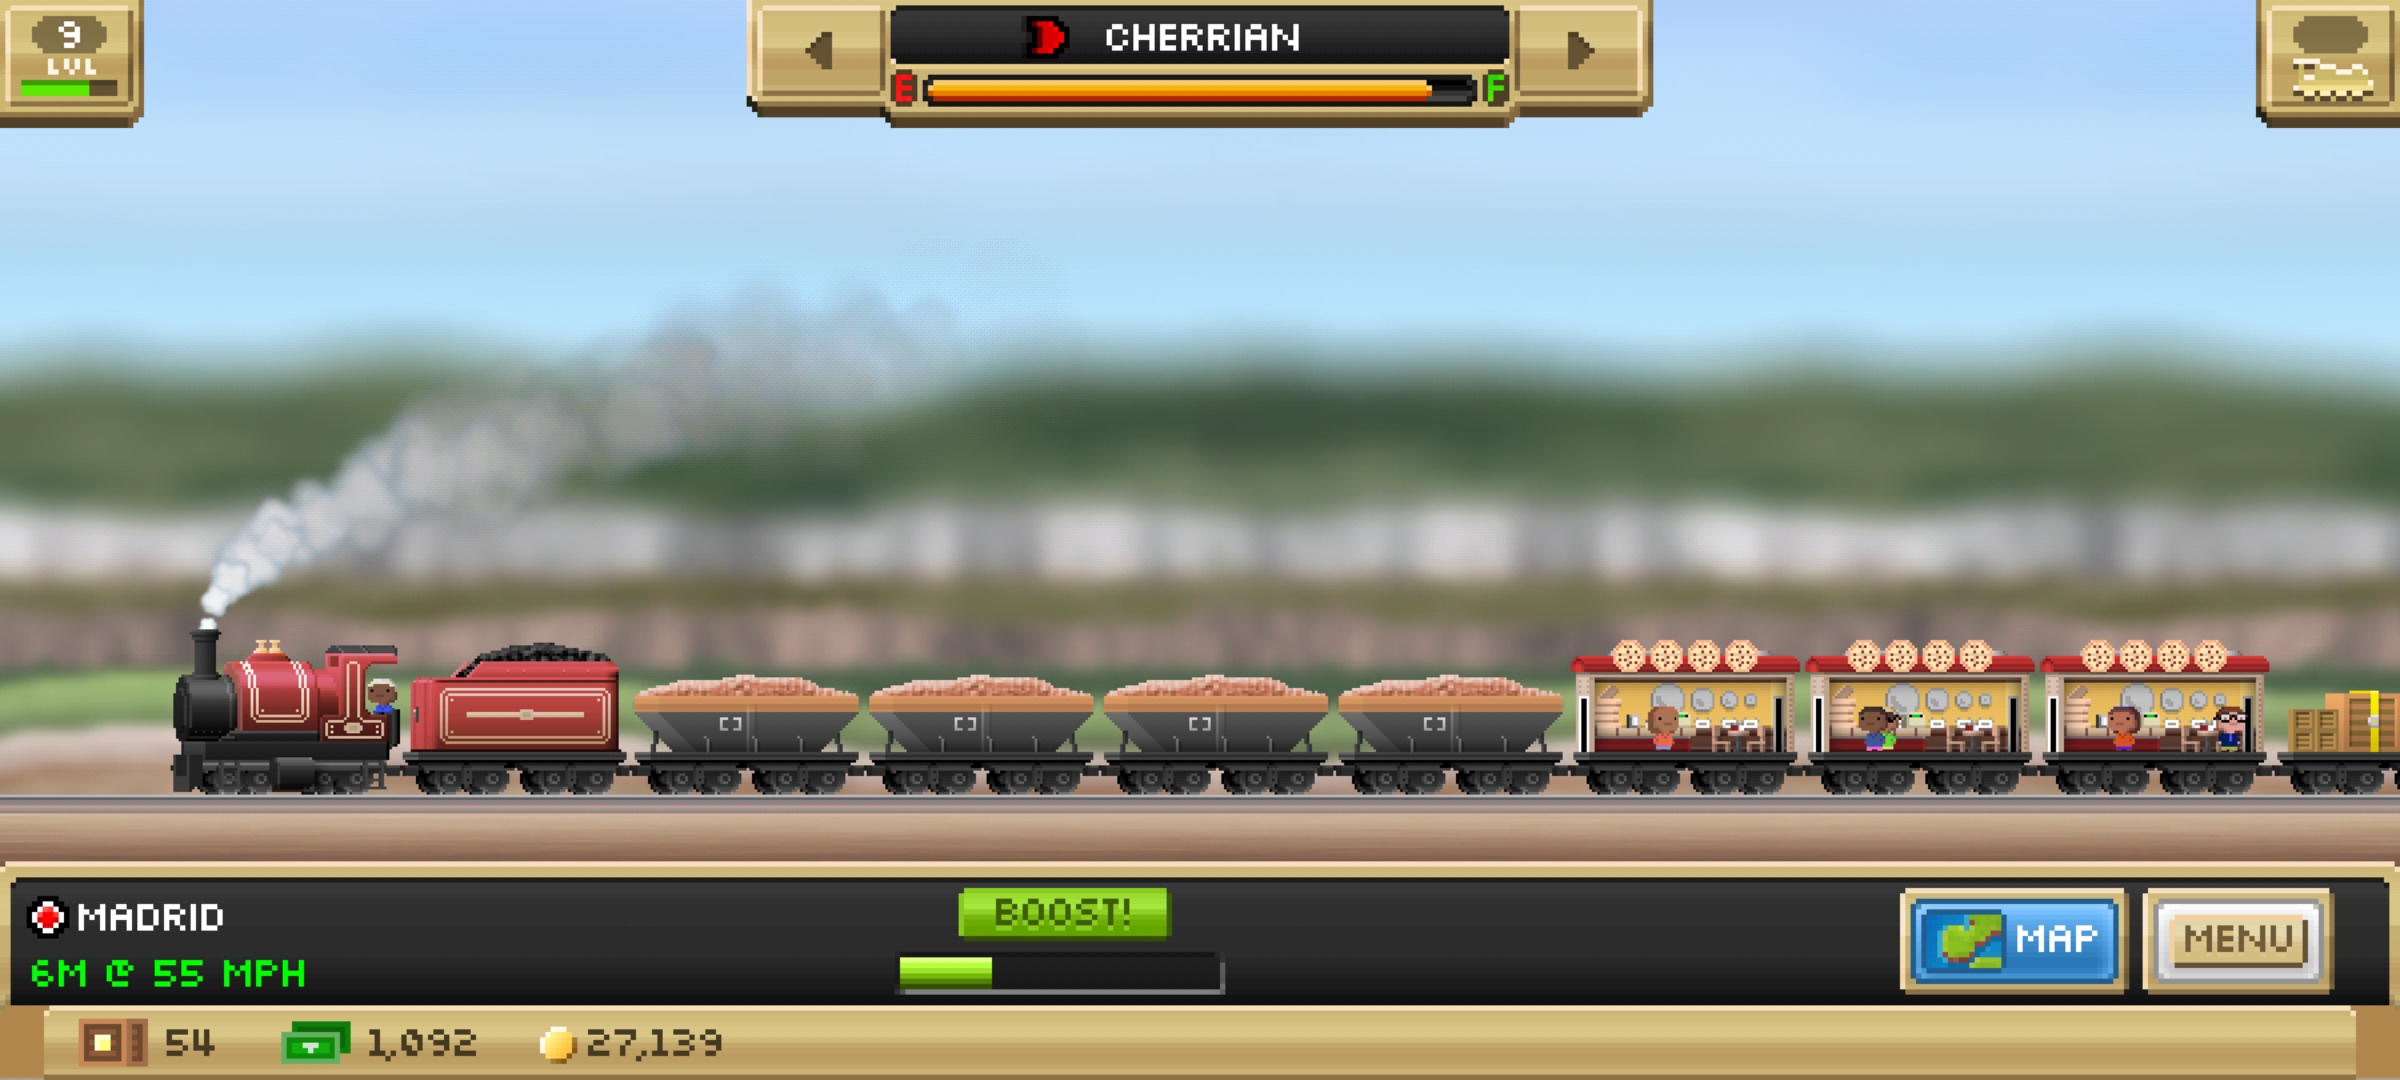 9
LVL
CHERRIAN
E F
MADRID
6M @ 55 MPH
BOOST!
MAP
MENU
54 1,092 27,139